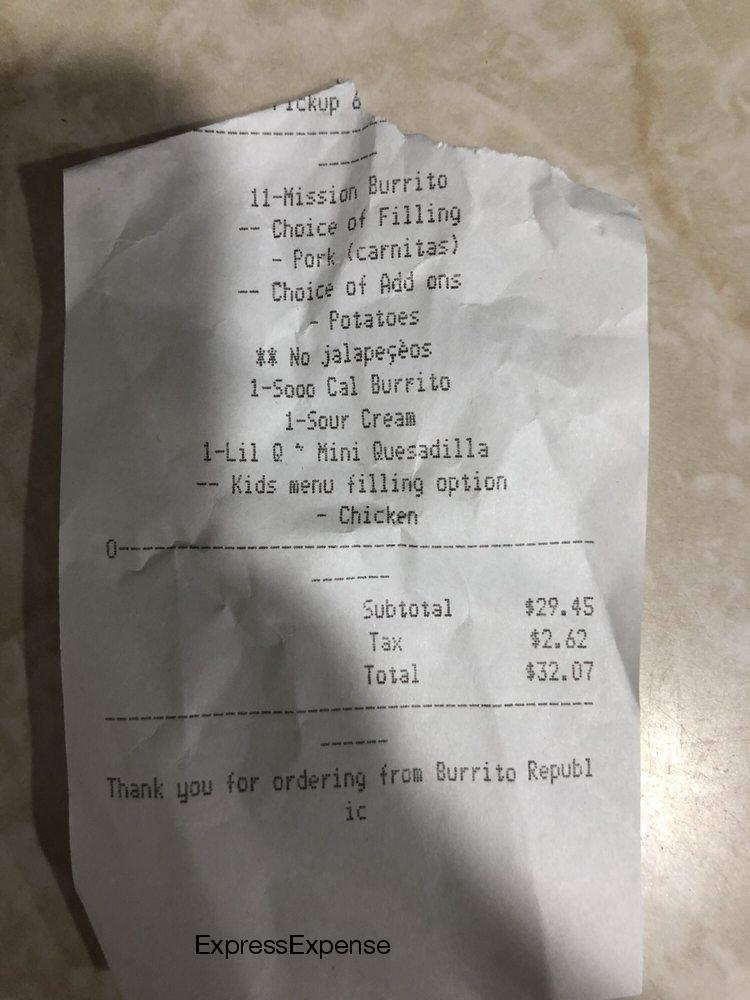 Pickup 6
11-Mission Burrito
-- Choice of Filling
- Pork (carnitas)
-- Choice of Add ons
- Potatoes
** No jalapeçèos
1-Sooo Cal Burrito
1-Sour Cream
1-Lil Q " Mini Quesadilla
-- Kids menu filling option
- Chicken
0--------------------------------------------
-------
Subtotal $29.45
Tax $2.62
Total $32.07
Thank you for ordering from Burrito Republ
ic
ExpressExpense